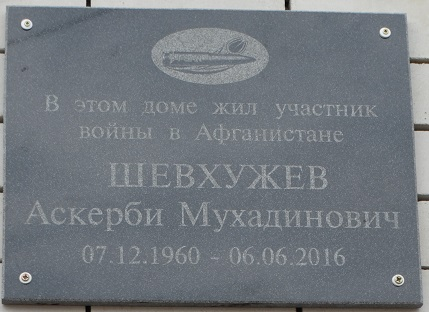 В этом доме жил участник
войны в Афганистане
ШЕВХУЖЕВ
Аскерби Мухадинович
07.12.1960 - 06.06.2016